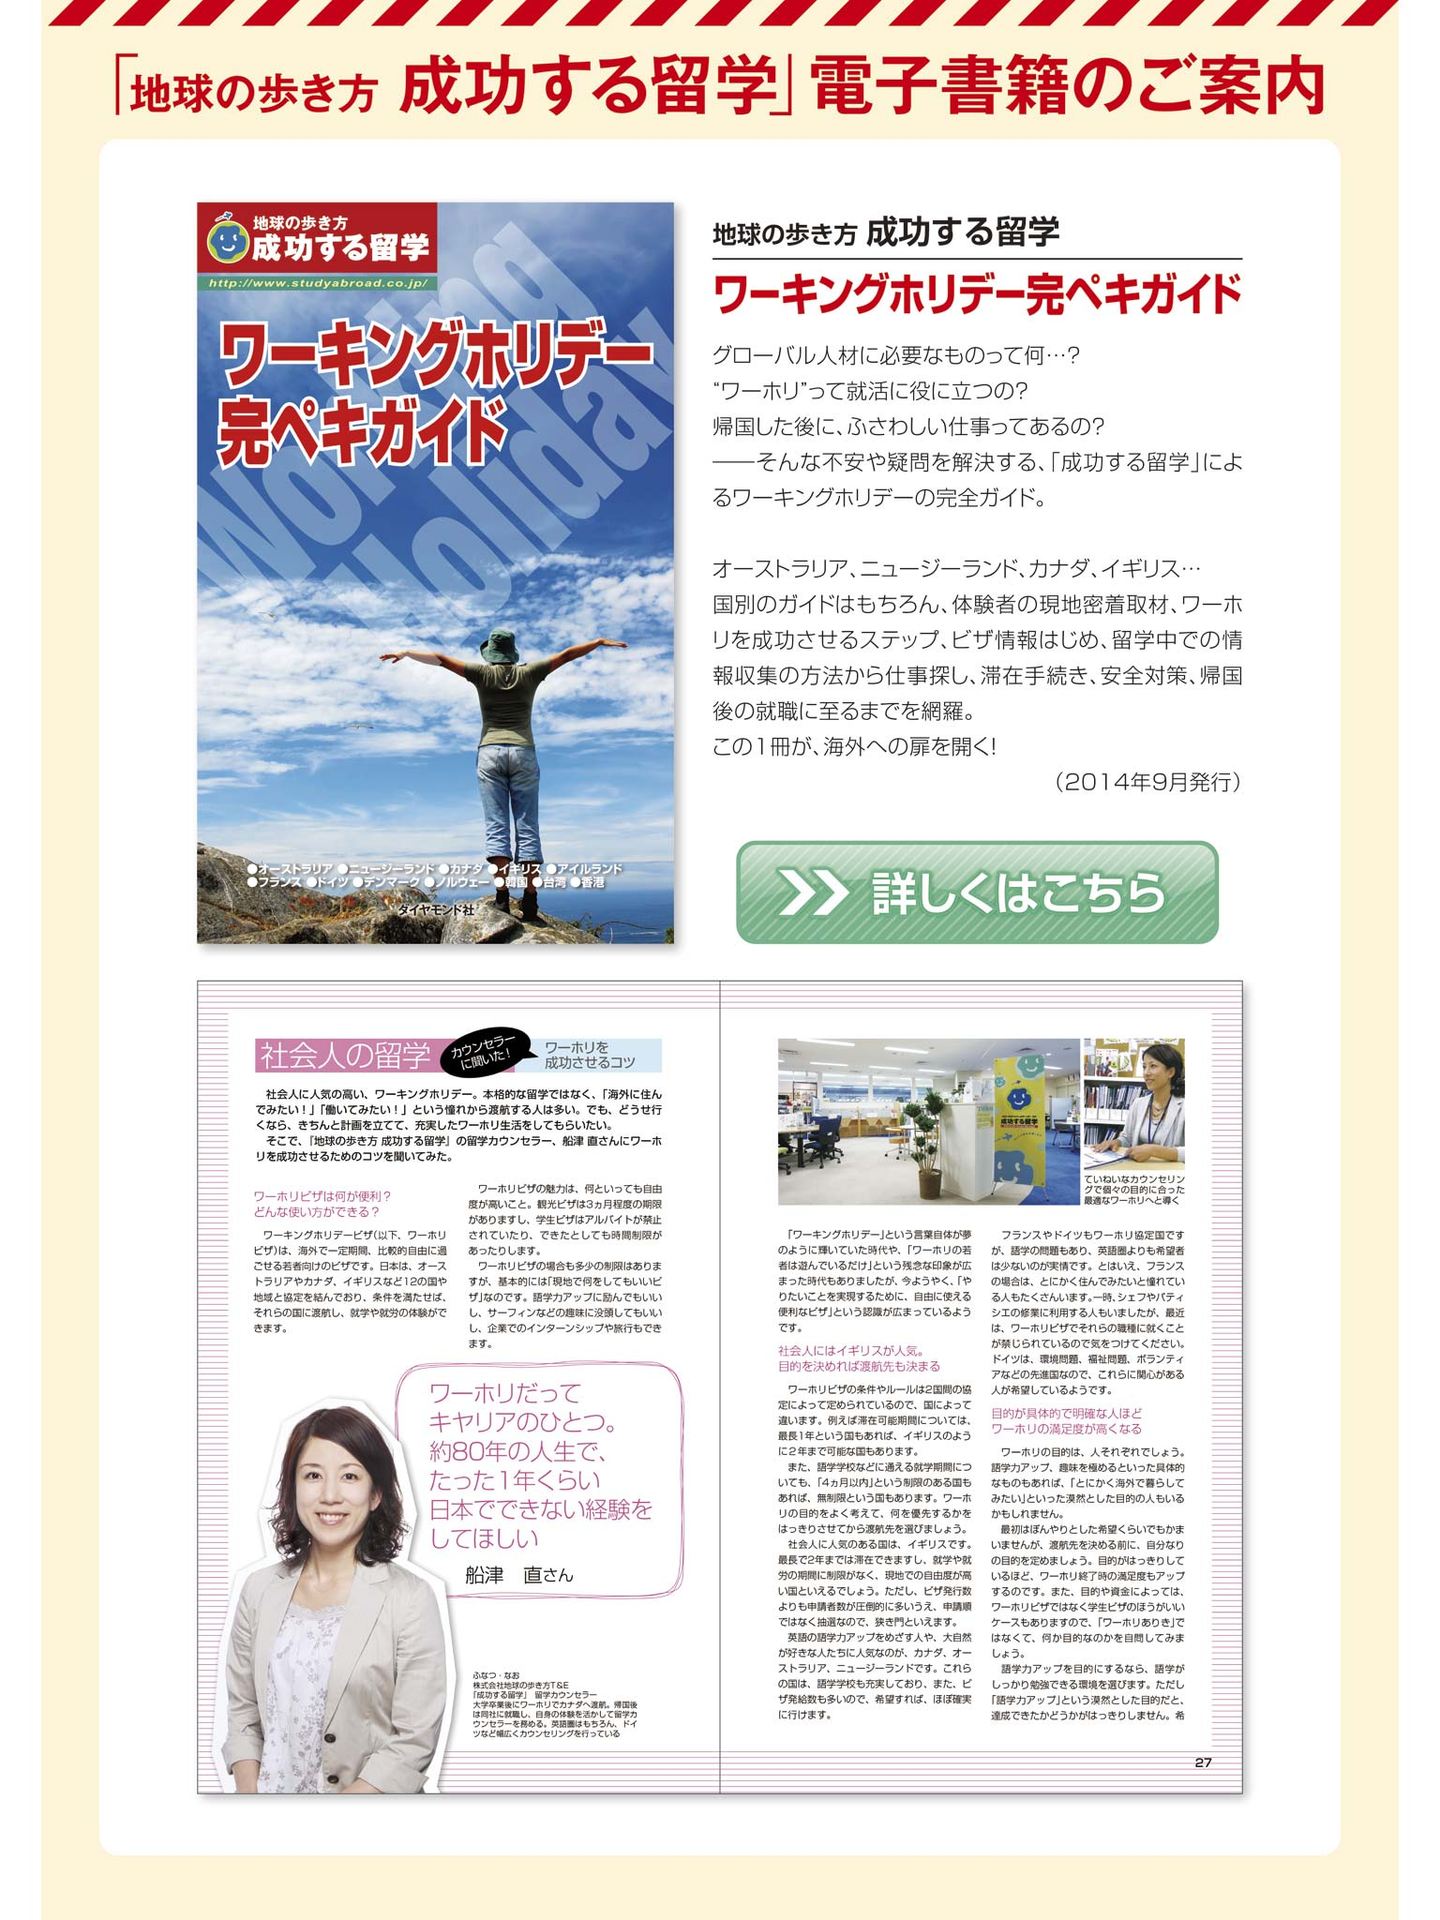 「地球の歩き方 成功する留学」電子書籍のご案内
地球の歩き方
成功する留学
http://www.studyabroad.co.jp/
Working
Holiday
ワーキングホリデー
完ペキガイド
●オーストラリア ●ニュージーランド ●カナダ ●イギリス ●アイルランド
●フランス ●ドイツ ●デンマーク ●ノルウェー ●韓国 ●台湾 ●香港
ダイヤモンド社
地球の歩き方 成功する留学
ワーキングホリデー完ペキガイド
グローバル人材に必要なものって何…?
“ワーホリ”って就活に役に立つの?
帰国した後に、ふさわしい仕事ってあるの?
――そんな不安や疑問を解決する、「成功する留学」によ
るワーキングホリデーの完全ガイド。
オーストラリア、ニュージーランド、カナダ、イギリス…
国別のガイドはもちろん、体験者の現地密着取材、ワーホ
リを成功させるステップ、ビザ情報はじめ、留学中での情
報収集の方法から仕事探し、滞在手続き、安全対策、帰国
後の就職に至るまでを網羅。
この1冊が、海外への扉を開く!
(2014年9月発行)
詳しくはこちら
社会人の留学
カウンセラー
に聞いた!
ワーホリを
成功させるコツ
社会人に人気の高い、ワーキングホリデー。本格的な留学ではなく、「海外に住ん
でみたい!」「働いてみたい!」という憧れから渡航する人は多い。でも、どうせ行
くなら、きちんと計画を立てて、充実したワーホリ生活をしてもらいたい。
そこで、『地球の歩き方 成功する留学』の留学カウンセラー、船津 直さんにワーホ
リを成功させるためのコツを聞いてみた。
ワーホリビザは何が便利?
どんな使い方ができる?
ワーキングホリデービザ(以下、ワーホリ
ビザ)は、海外で一定期間、比較的自由に過
ごせる若者向けのビザです。日本は、オース
トラリアやカナダ、イギリスなど12の国や
地域と協定を結んでおり、条件を満たせば、
それらの国に渡航し、就学や就労の体験がで
きます。
ワーホリビザの魅力は、何といっても自由
度が高いこと。観光ビザは3ヵ月程度の期限
がありますし、学生ビザはアルバイトが禁止
されていたり、できたとしても時間制限が
あったりします。
ワーホリビザの場合も多少の制限はありま
すが、基本的には「現地で何をしてもいいビ
ザ」なのです。語学力アップに励んでもいい
し、サーフィンなどの趣味に没頭してもいい
し、企業でのインターンシップや旅行もでき
ます。
ワーホリだって
キャリアのひとつ。
約80年の人生で、
たった1年くらい
日本でできない経験を
してほしい
船津 直さん
ふなつ・なお
株式会社地球の歩き方T&E
「成功する留学」 留学カウンセラー
大学卒業後にワーホリでカナダへ渡航。帰国後
は同社に就職し、自身の体験を活かして留学カ
ウンセラーを務める。英語圏はもちろん、ドイ
ツなど幅広くカウンセリングを行っている
成功する留学
ていねいなカウンセリン
グで個々の目的に合った
最適なワーホリへと導く
「ワーキングホリデー」という言葉自体が夢
のように輝いていた時代や、「ワーホリの若
者は遊んでいるだけ」という残念な印象が広
まった時代もありましたが、今ようやく、「や
りたいことを実現するために、自由に使える
便利なビザ」という認識が広まっているよう
です。
社会人にはイギリスが人気。
目的を決めれば渡航先も決まる
ワーホリビザの条件やルールは2国間の協
定によって定められているので、国によって
違います。例えば滞在可能期間については、
最長1年という国もあれば、イギリスのよう
に2年まで可能な国もあります。
また、語学学校などに通える就学期間につ
いても、「4ヵ月以内」という制限のある国も
あれば、無制限という国もあります。ワーホ
リの目的をよく考えて、何を優先するかを
はっきりさせてから渡航先を選びましょう。
社会人に人気のある国は、イギリスです。
最長で2年までは滞在できますし、就学や就
労の期間に制限がなく、現地での自由度が高
い国といえるでしょう。ただし、ビザ発行数
よりも申請者数が圧倒的に多いうえ、申請順
ではなく抽選なので、狭き門といえます。
英語の語学力アップをめざす人や、大自然
が好きな人たちに人気なのが、カナダ、オー
ストラリア、ニュージーランドです。これら
の国は、語学学校も充実しており、また、ビ
ザ発給数も多いので、希望すれば、ほぼ確実
に行けます。
フランスやドイツもワーホリ協定国です
が、語学の問題もあり、英語圏よりも希望者
は少ないのが実情です。とはいえ、フランス
の場合は、とにかく住んでみたいと憧れてい
る人もたくさんいます。一時、シェフやパティ
シエの修業に利用する人もいましたが、最近
は、ワーホリビザでそれらの職種に就くこと
が禁じられているので気をつけてください。
ドイツは、環境問題、福祉問題、ボランティ
アなどの先進国なので、これらに関心がある
人が希望しているようです。
目的が具体的で明確な人ほど
ワーホリの満足度が高くなる
ワーホリの目的は、人それぞれでしょう。
語学力アップ、趣味を極めるといった具体的
なものもあれば、「とにかく海外で暮らして
みたい」といった漠然とした目的の人もいる
かもしれません。
最初はぼんやりとした希望くらいでもかま
いませんが、渡航先を決める前に、自分なり
の目的を定めましょう。目的がはっきりして
いるほど、ワーホリ終了時の満足度もアップ
するのです。また、目的や資金によっては、
ワーホリビザではなく学生ビザのほうがいい
ケースもありますので、「ワーホリありき」で
はなくて、何が目的なのかを自問してみま
しょう。
語学力アップを目的にするなら、語学が
しっかり勉強できる環境を選びます。ただし
「語学力アップ」という漠然とした目的だと、
達成できたかどうかがはっきりしません。希
27